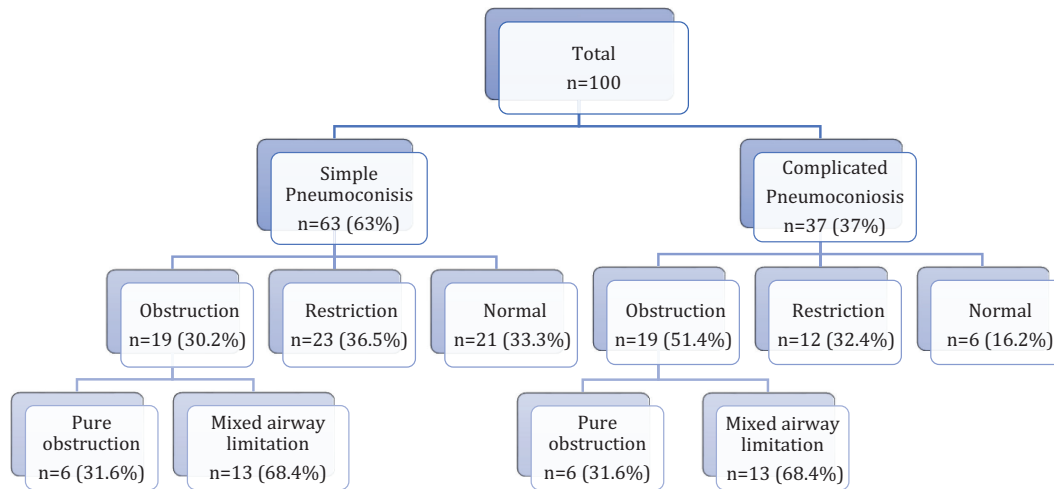 Total
n=100
Simple
Pneumoconisis
n=63 (63%)
Complicated
Pneumoconiosis
n=37 (37%)
Obstruction
n=19 (30.2%)
Restriction
n=23 (36.5%)
Normal
n=21 (33.3%)
Obstruction
n=19 (51.4%)
Restriction
n=12 (32.4%)
Normal
n=6 (16.2%)
Pure
obstruction
n=6 (31.6%)
Mixed airway
limitation
n=13 (68.4%)
Pure
obstruction
n=6 (31.6%)
Mixed airway
limitation
n=13 (68.4%)